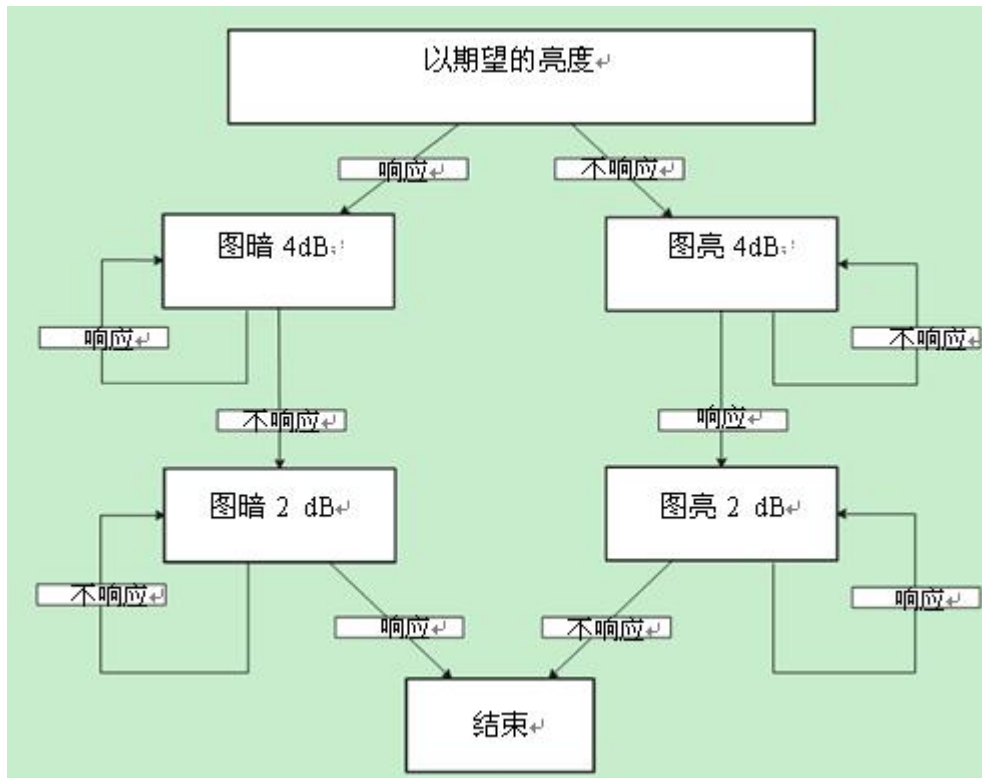 以期望的亮度
响应
不响应
图暗 4dB
图亮 4dB
响应
不响应
不响应
响应
图暗 2 dB
图亮 2 dB
不响应
响应
响应
不响应
结束